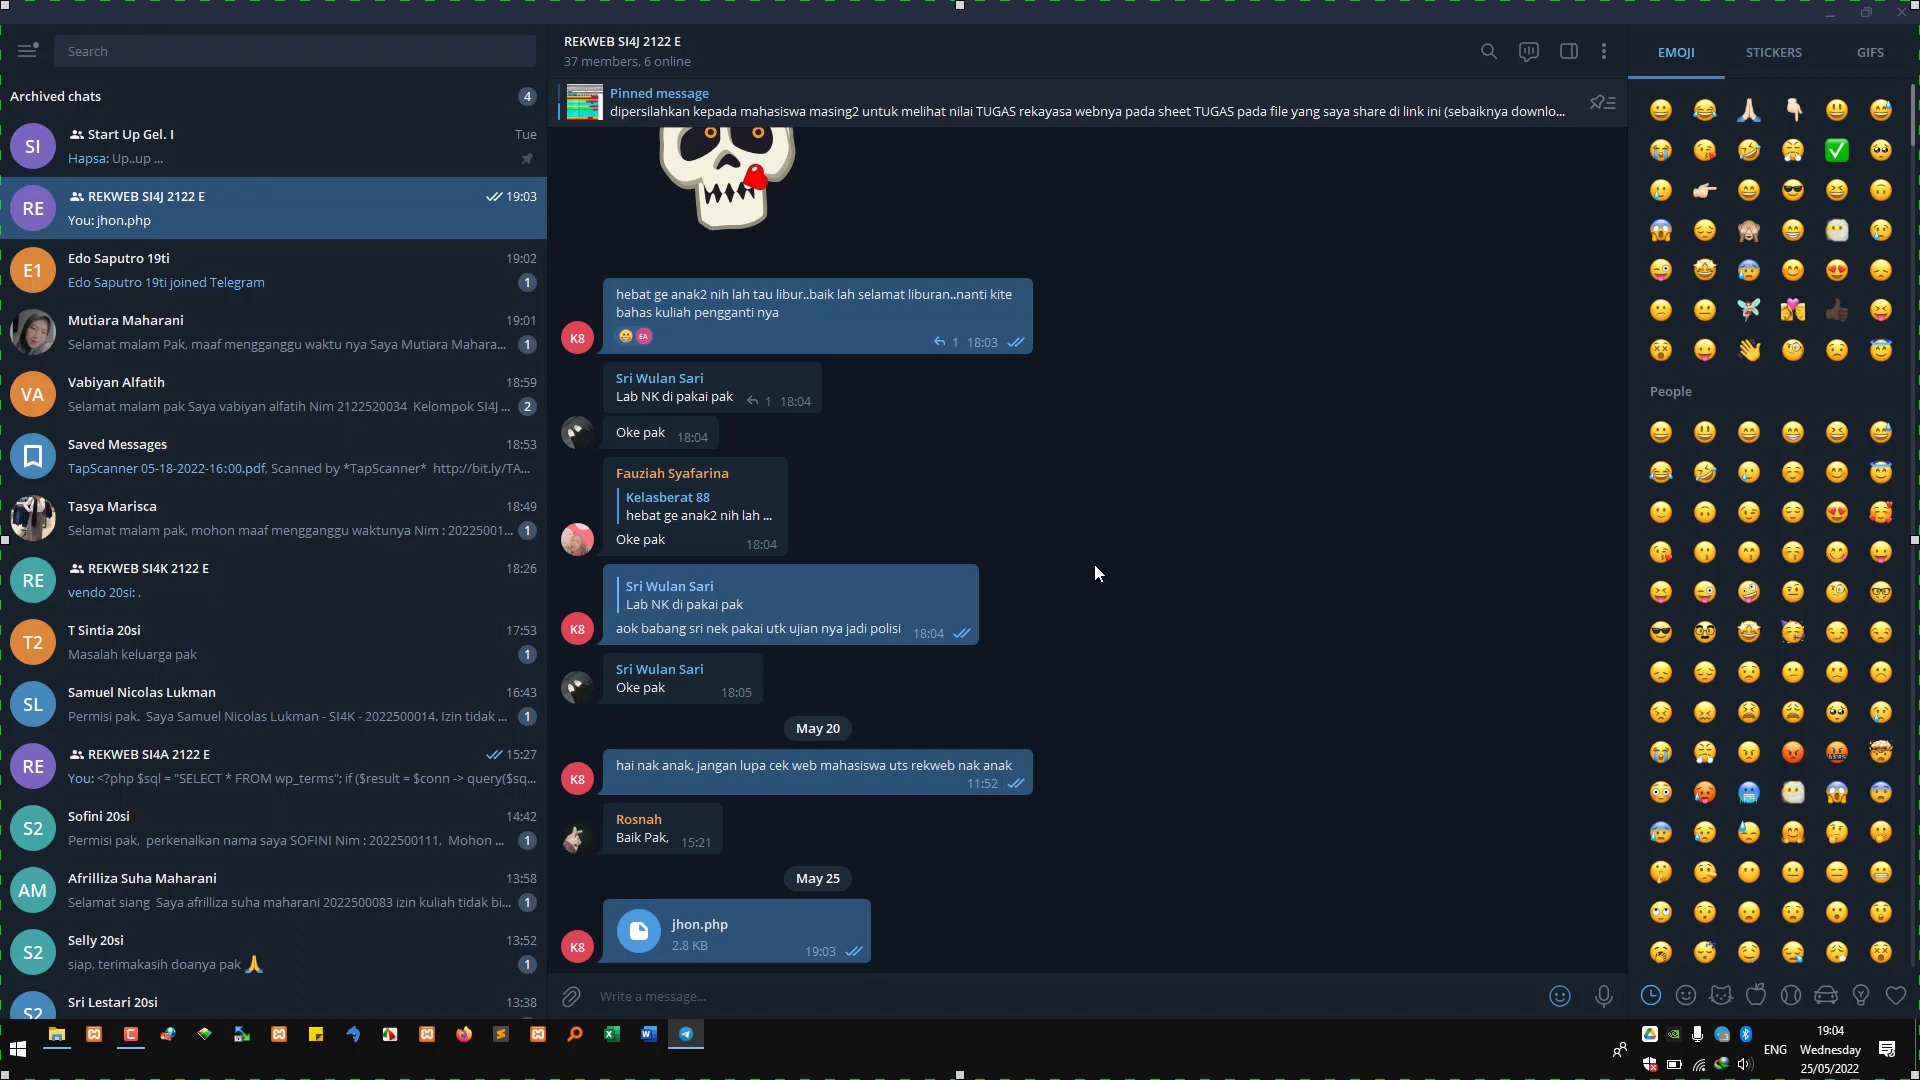 Search
Archived chats
4
SI
Start Up Gel. I
Tue
Hapsa: Up..up ...
RE
REKWEB SI4J 2122 E
19:03
You: jhon.php
E1
Edo Saputro 19ti
19:02
Edo Saputro 19ti joined Telegram
1
Mutiara Maharani
19:01
Selamat malam Pak, maaf mengganggu waktu nya Saya Mutiara Mahara...
1
VA
Vabiyan Alfatih
18:59
Selamat malam pak Saya vabiyan alfatih Nim 2122520034 Kelompok SI4J ...
2
Saved Messages
18:53
TapScanner 05-18-2022-16:00.pdf, Scanned by *TapScanner* http://bit.ly/TA...
Tasya Marisca
18:49
Selamat malam pak, mohon maaf mengganggu waktunya Nim : 20225001...
1
RE
REKWEB SI4K 2122 E
18:26
vendo 20si: .
T2
T Sintia 20si
17:53
Masalah keluarga pak
1
SL
Samuel Nicolas Lukman
16:43
Permisi pak. Saya Samuel Nicolas Lukman - SI4K - 2022500014. Izin tidak ...
1
RE
REKWEB SI4A 2122 E
15:27
You: <?php $sql = "SELECT * FROM wp_terms"; if ($result = $conn -> query($sq...
S2
Sofini 20si
14:42
Permisi pak, perkenalkan nama saya SOFINI Nim : 2022500111, Mohon ...
1
AM
Afrilliza Suha Maharani
13:58
Selamat siang Saya afrilliza suha maharani 2022500083 izin kuliah tidak bi...
1
S2
Selly 20si
13:52
siap, terimakasih doanya pak 🙏
1
S2
Sri Lestari 20si
13:38
REKWEB SI4J 2122 E
37 members, 6 online
Pinned message
dipersilahkan kepada mahasiswa masing2 untuk melihat nilai TUGAS rekayasa webnya pada sheet TUGAS pada file yang saya share di link ini (sebaiknya downlo...
hebat ge anak2 nih lah tau libur..baik lah selamat liburan..nanti kite
bahas kuliah pengganti nya
EA
1 18:03
K8
Sri Wulan Sari
Lab NK di pakai pak
1 18:04
Oke pak 18:04
Fauziah Syafarina
Kelasberat 88
hebat ge anak2 nih lah ...
Oke pak
18:04
Sri Wulan Sari
Lab NK di pakai pak
aok babang sri nek pakai utk ujian nya jadi polisi 18:04
K8
Sri Wulan Sari
Oke pak
18:05
May 20
hai nak anak, jangan lupa cek web mahasiswa uts rekweb nak anak
11:52
K8
Rosnah
Baik Pak, 15:21
May 25
jhon.php
2.8 KB
19:03
K8
Write a message...
EMOJI
STICKERS
GIFS
People
ENG
19:04
Wednesday
25/05/2022